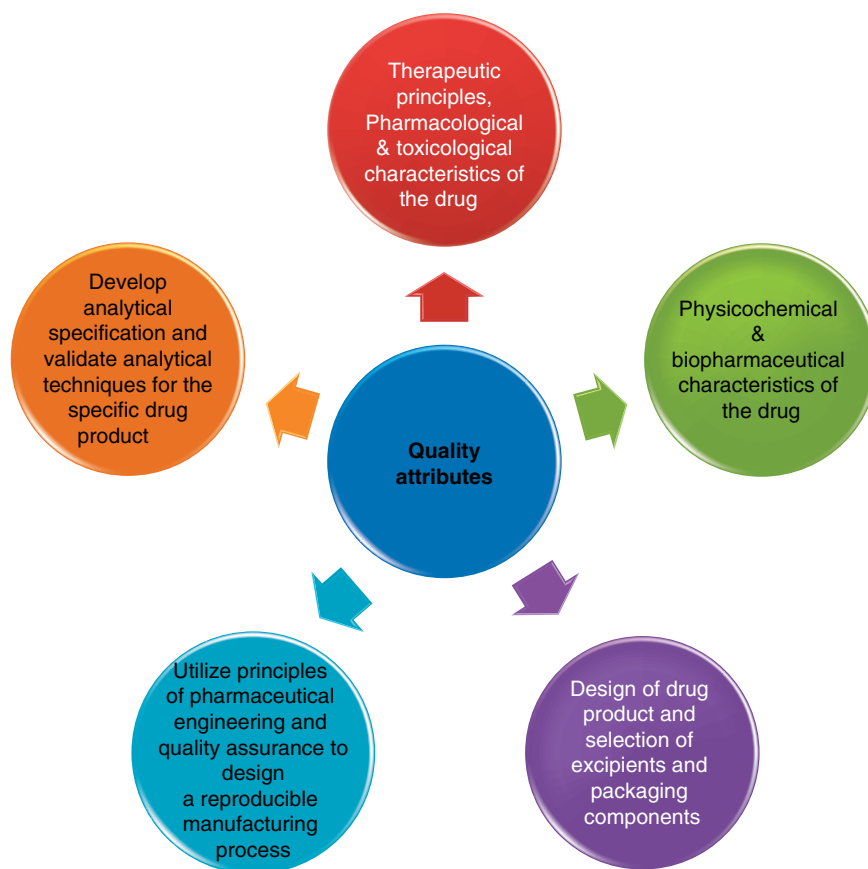 Therapeutic
principles,
Pharmacological
& toxicological
characteristics of
the drug
Develop
analytical
specification and
validate analytical
techniques for the
specific drug
product
Physicochemical
&
biopharmaceutical
characteristics of
the drug
Quality
attributes
Utilize principles
of pharmaceutical
engineering and
quality assurance to
design
a reproducible
manufacturing
process
Design of drug
product and
selection of
excipients and
packaging
components